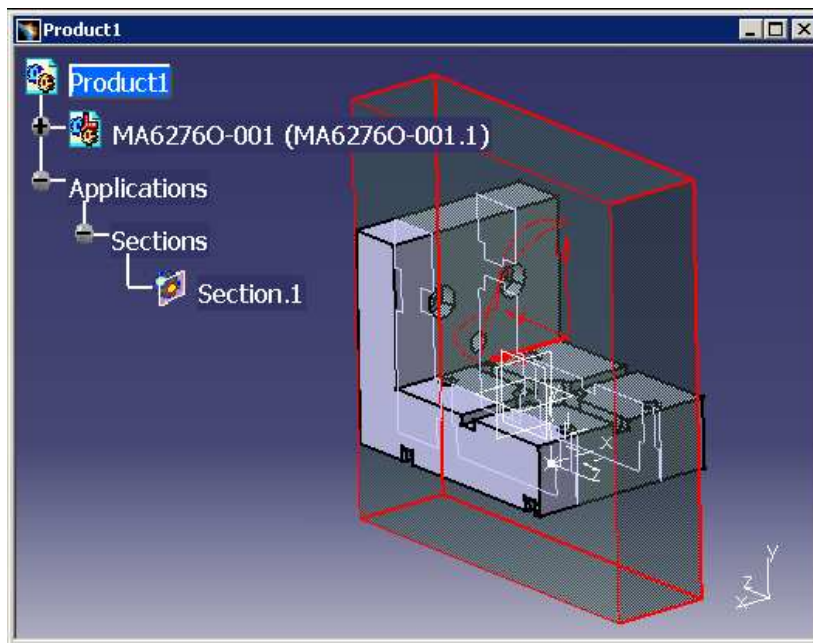 Product1
Product1
MA6276O-001 (MA6276O-001.1)
Applications
Sections
Section.1
x
y
z
x